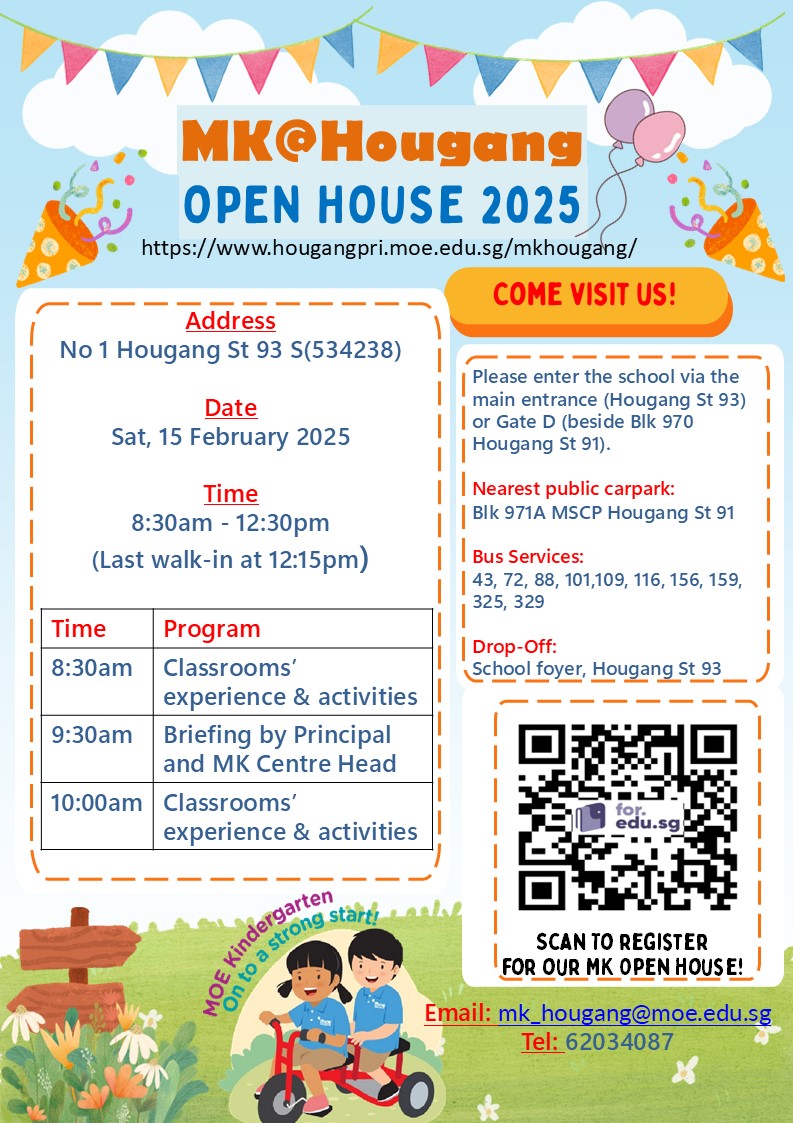 MK@Hougang
OPEN HOUSE 2025
https://www.hougangpri.moe.edu.sg/mkhougang/
COME VISIT US!
Address
No 1 Hougang St 93 S(534238)
Date
Sat, 15 February 2025
Time
8:30am - 12:30pm
(Last walk-in at 12:15pm)
Time Program
8:30am Classrooms’
experience & activities
9:30am Briefing by Principal
and MK Centre Head
10:00am Classrooms’
experience & activities
Please enter the school via the
main entrance (Hougang St 93)
or Gate D (beside Blk 970
Hougang St 91).
Nearest public carpark:
Blk 971A MSCP Hougang St 91
Bus Services:
43, 72, 88, 101,109, 116, 156, 159,
325, 329
Drop-Off:
School foyer, Hougang St 93
for.
edu.sg
SCAN TO REGISTER
FOR OUR MK OPEN HOUSE!
MOE Kindergarten
On to a strong start!
Email: mk_hougang@moe.edu.sg
Tel: 62034087